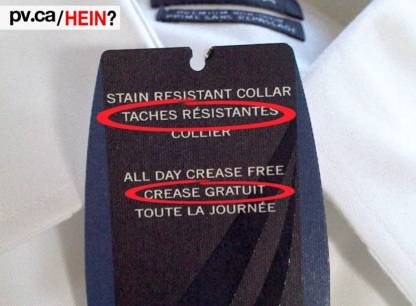 pv.ca/HEIN?
STAIN RESISTANT COLLAR
TACHES RÉSISTANTES
COLLIER
ALL DAY CREASE FREE
CREASE GRATUIT
TOUTE LA JOURNÉE